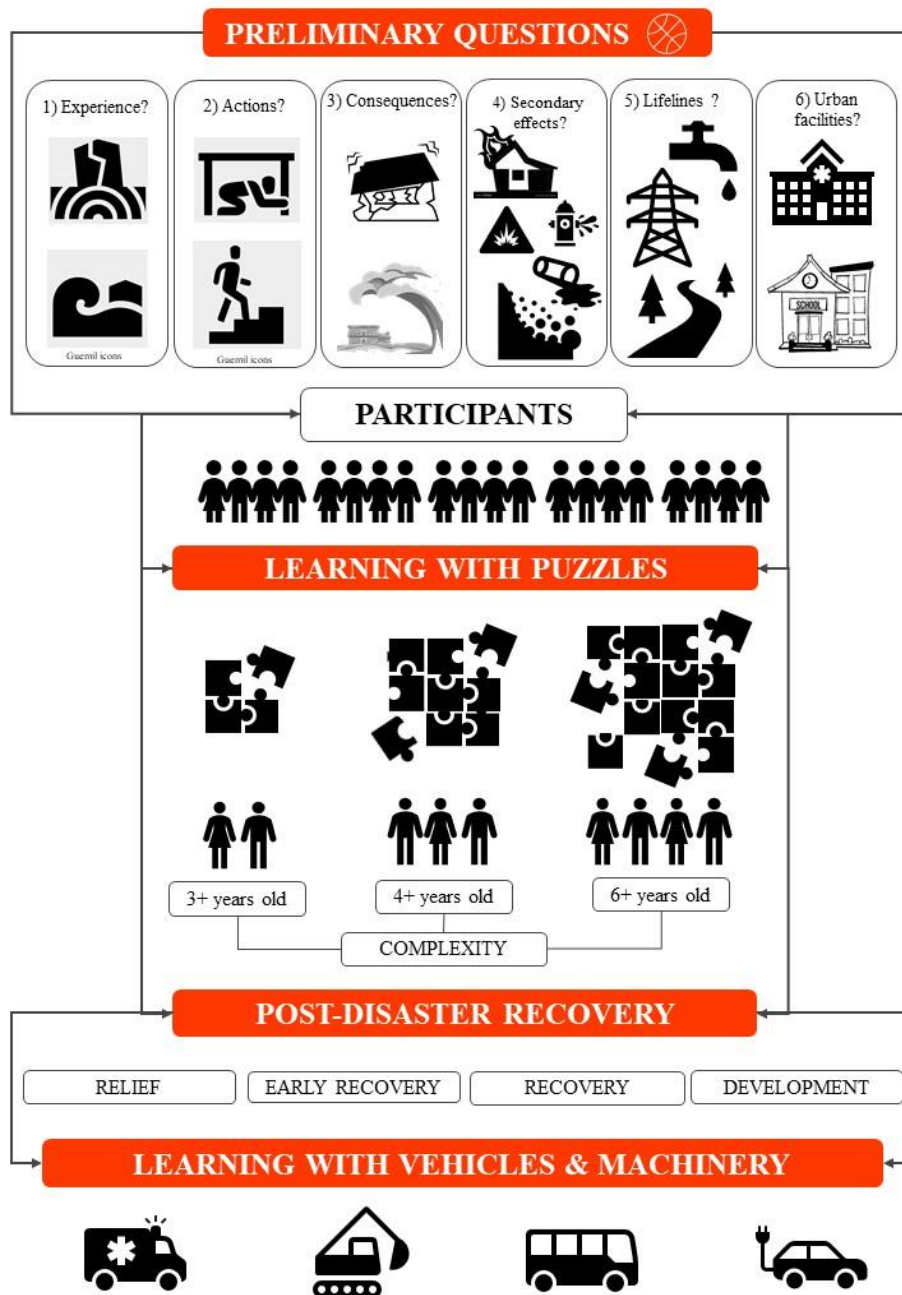 PRELIMINARY QUESTIONS
1) Experience?
Guemil icons
2) Actions?
Guemil icons
3) Consequences?
4) Secondary
effects?
5) Lifelines ?
6) Urban
facilities?
SCHOOL
PARTICIPANTS
LEARNING WITH PUZZLES
3+ years old
4+ years old
6+ years old
COMPLEXITY
POST-DISASTER RECOVERY
RELIEF
EARLY RECOVERY
RECOVERY
DEVELOPMENT
LEARNING WITH VEHICLES & MACHINERY